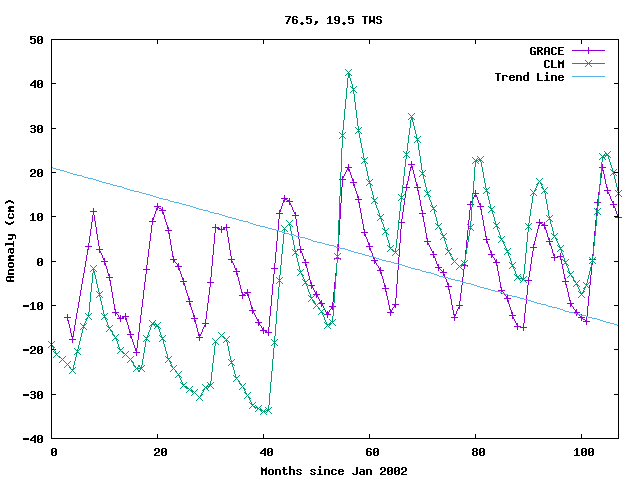 76.5, 19.5 TWS
GRACE
CLM
Trend Line
Anomaly (cm)
50
40
30
20
10
0
-10
-20
-30
-40
0 20 40 60 80 100
Months since Jan 2002